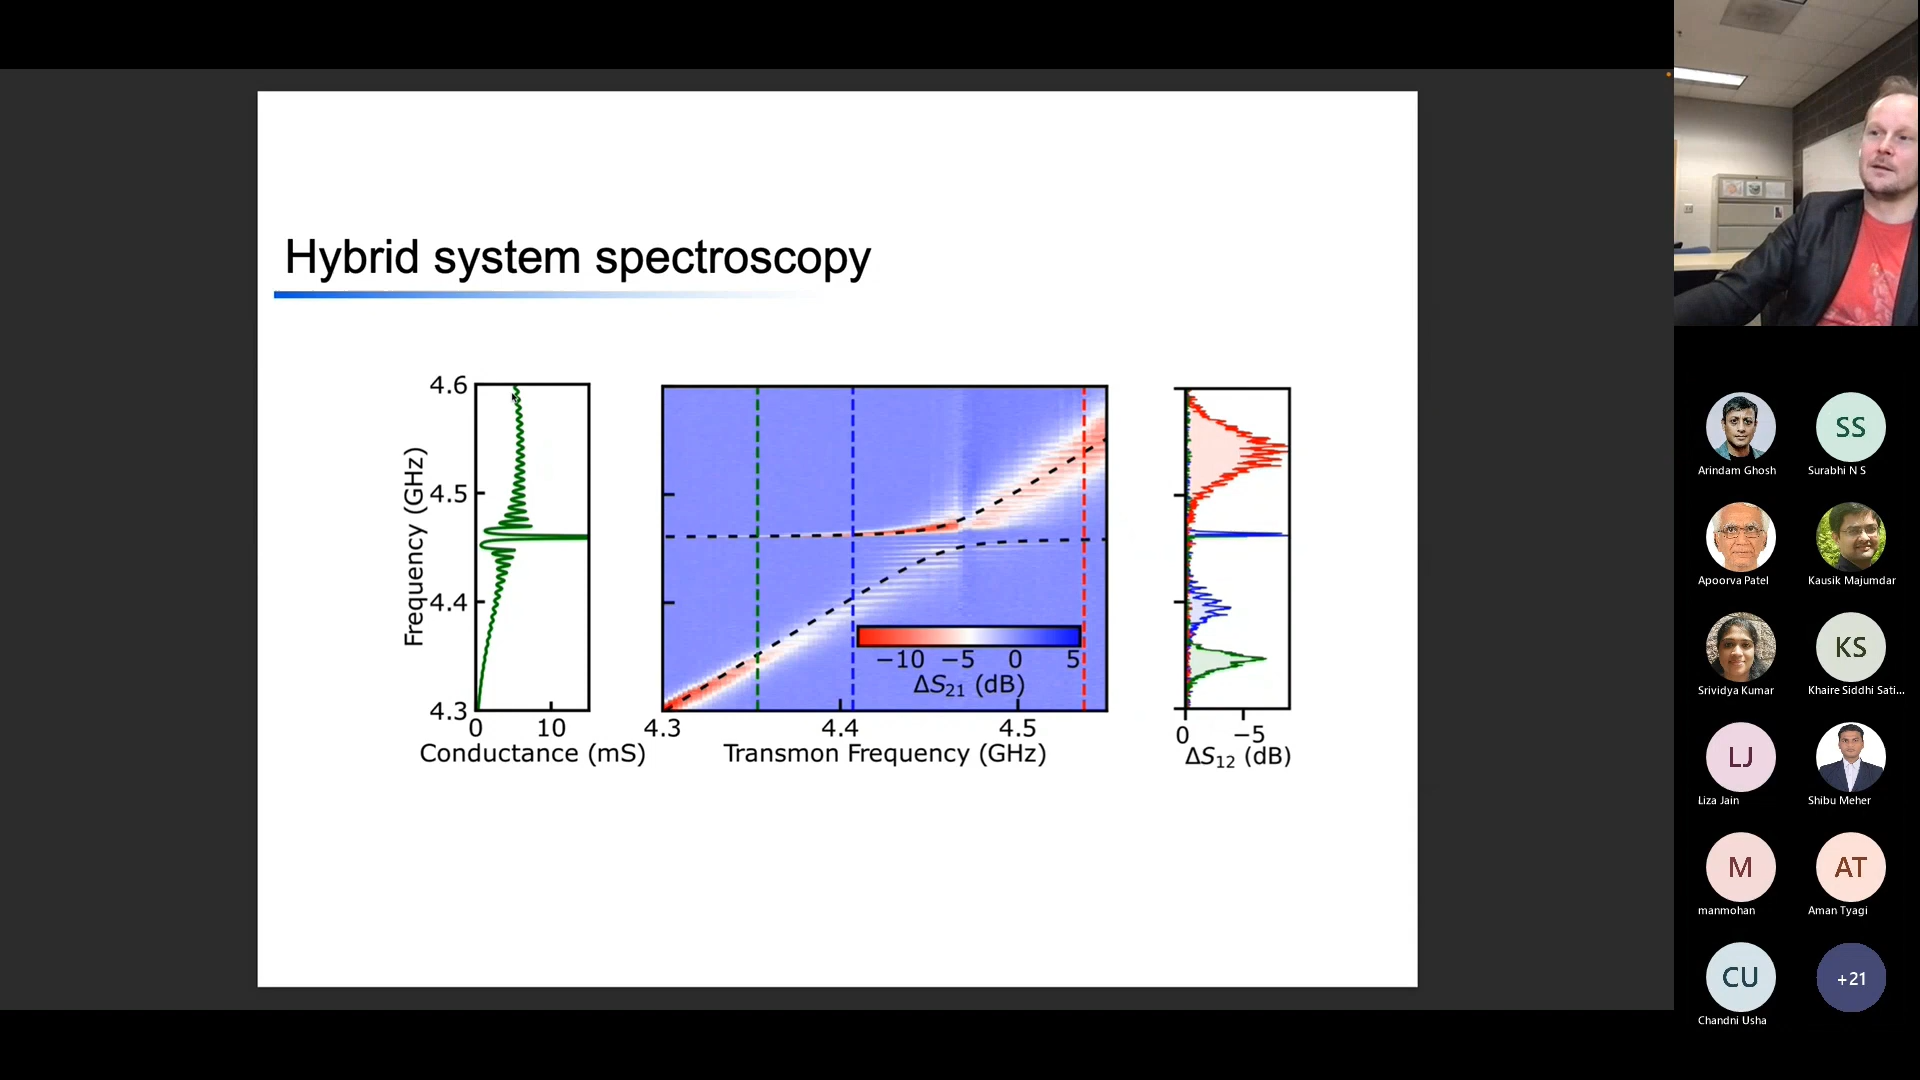 Hybrid system spectroscopy
4.6
4.5
4.4
4.3
Frequency (GHz)
0 10
Conductance (mS)
−10 −5 0 5
ΔS21 (dB)
4.3 4.4 4.5
Transmon Frequency (GHz)
0 −5
ΔS12 (dB)
Arindam Ghosh
SS
Surabhi N S
Apoorva Patel
Kausik Majumdar
Srividya Kumar
KS
Khaire Siddhi Sati...
LJ
Liza Jain
Shibu Meher
M
manmohan
AT
Aman Tyagi
CU
Chandni Usha
+21